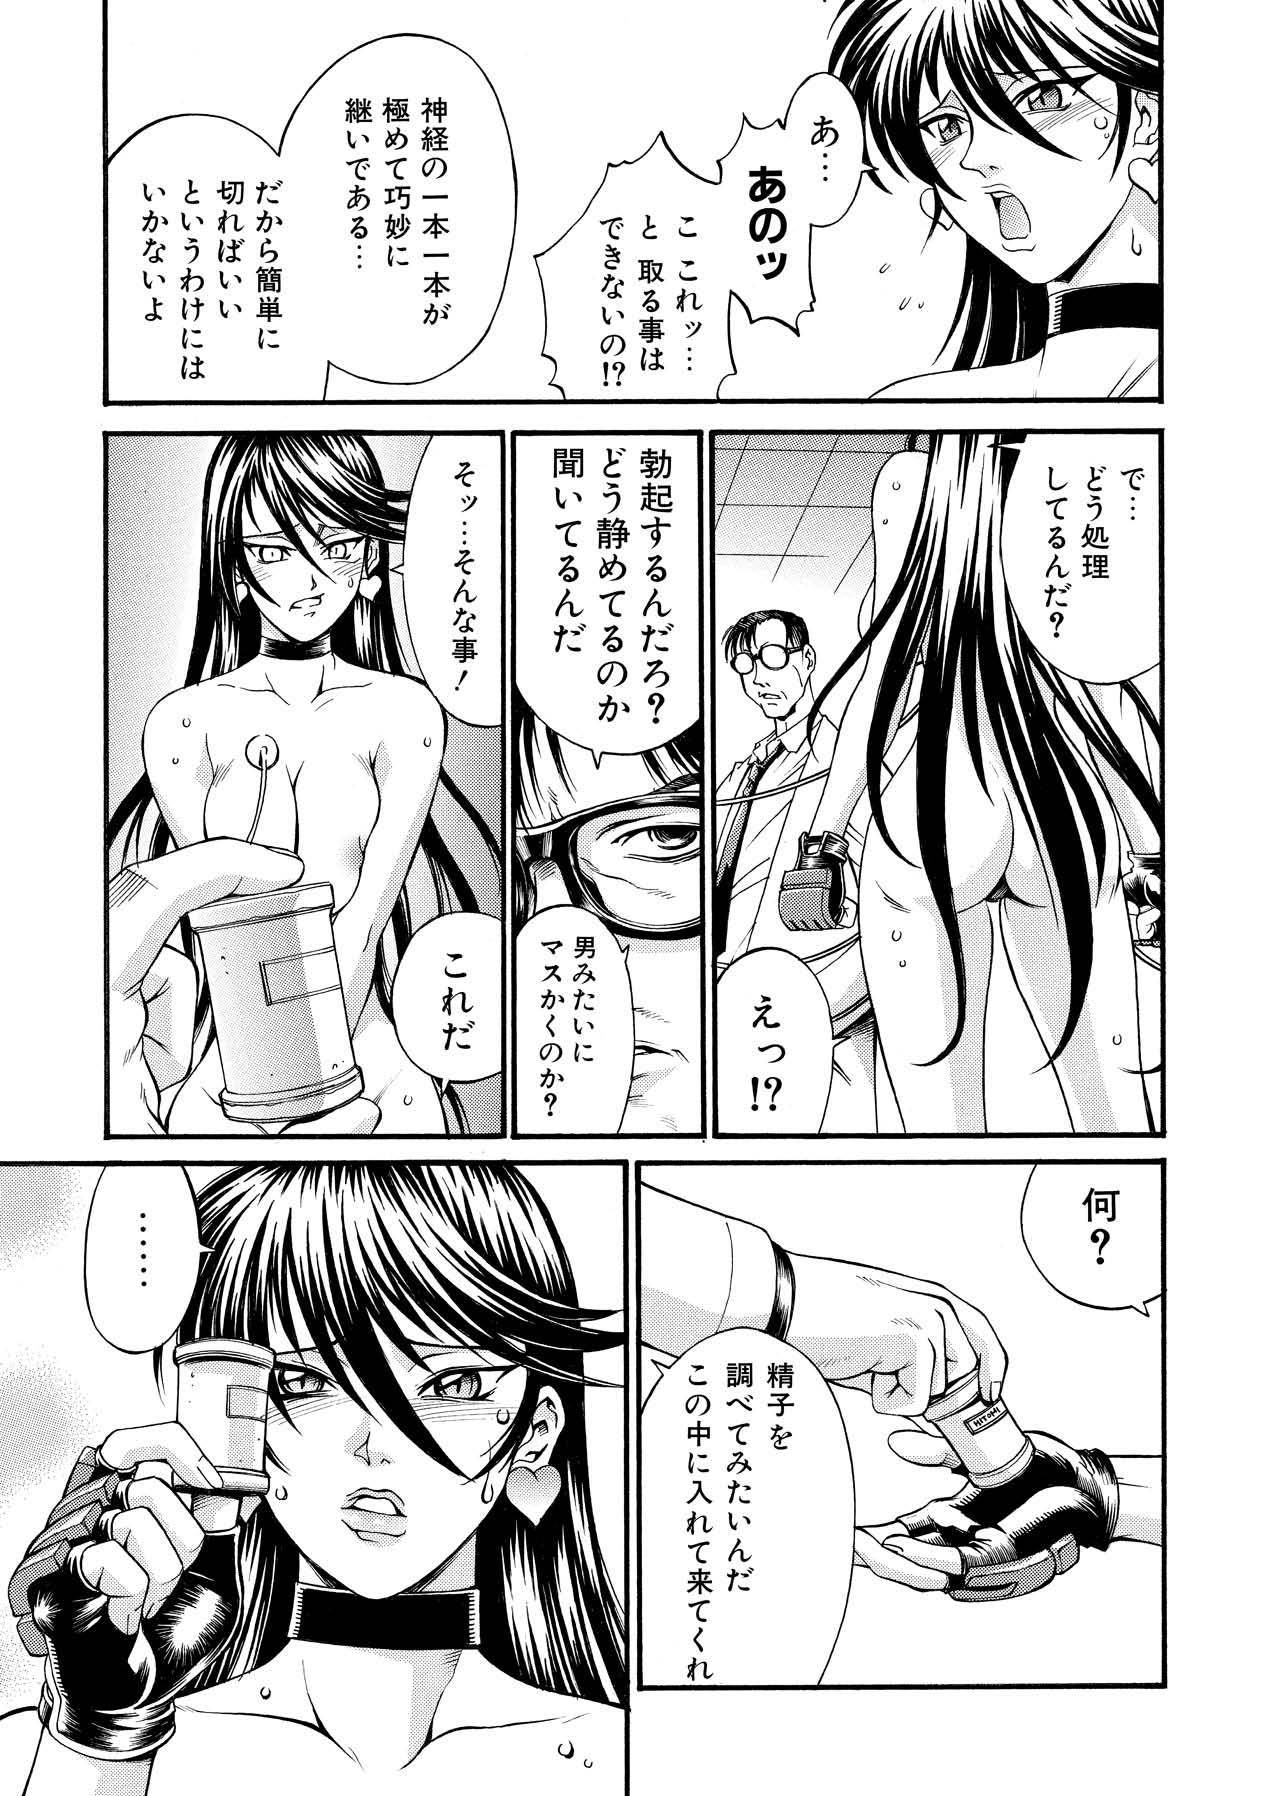 あ…
あのッ
こ これッ…
と 取る事は
できないの!?
神経の一本一本が
極めて巧妙に
継いである…
だから簡単に
切ればいい
というわけには
いかないよ
で…
どう処理
してるんだ?
えっ!?
勃起するんだろ?
どう静めてるのか
聞いてるんだ
男みたいに
マスかくのか?
そッ…そんな事!
これだ
何?
精子を
調べてみたいんだ
この中に入れて来てくれ
HITOMI
……